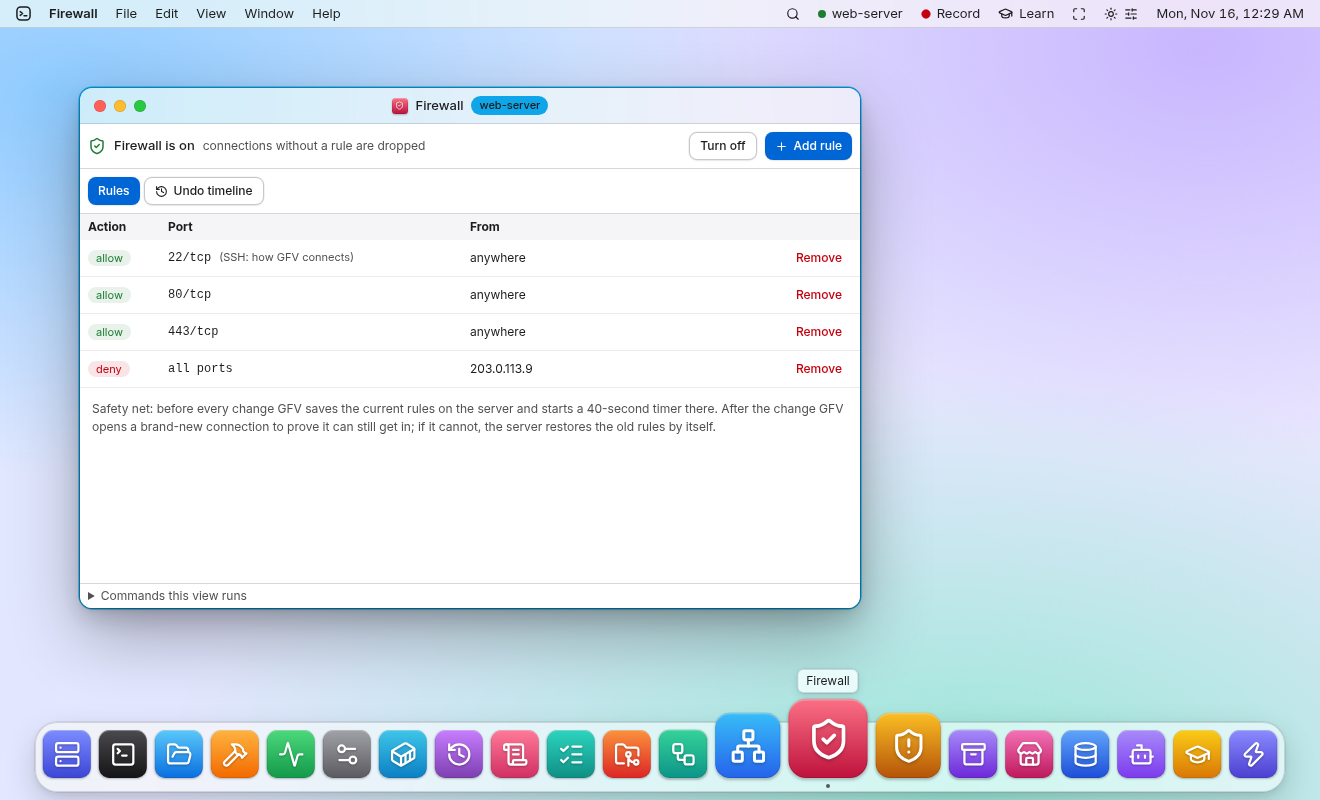 Firewall File Edit View Window Help web-server Record Learn Mon, Nov 16, 12:29 AM
Firewall web-server
Firewall is on connections without a rule are dropped Turn off Add rule
Rules Undo timeline
Action Port From
allow 22/tcp (SSH: how GFV connects) anywhere Remove
allow 80/tcp anywhere Remove
allow 443/tcp anywhere Remove
deny all ports 203.0.113.9 Remove
Safety net: before every change GFV saves the current rules on the server and starts a 40-second timer there. After the change GFV
opens a brand-new connection to prove it can still get in; if it cannot, the server restores the old rules by itself.
Commands this view runs
Firewall